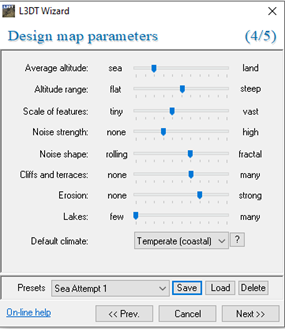 L3DT Wizard
Design map parameters (4/5)
Average altitude: sea land
Altitude range: flat steep
Scale of features: tiny vast
Noise strength: none high
Noise shape: rolling fractal
Cliffs and terraces: none many
Erosion: none strong
Lakes: few many
Default climate: Temperate (coastal) ?
Presets Sea Attempt 1 Save Load Delete
On-line help << Prev. Cancel Next >>